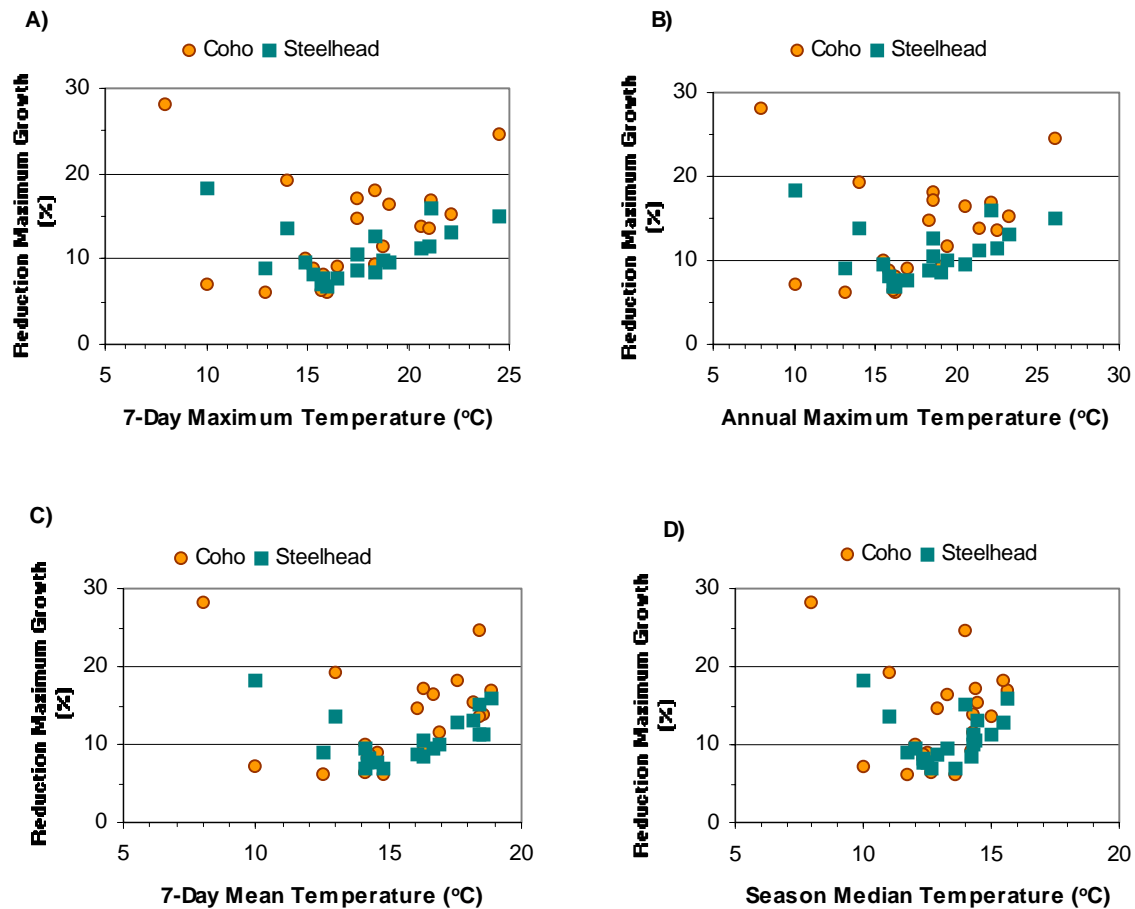 A)
Coho Steelhead
Reduction Maximum Growth
(%)
30
20
10
0
5 10 15 20 25
7-Day Maximum Temperature (°C)
B)
Coho Steelhead
Reduction Maximum Growth
(%)
30
20
10
0
5 10 15 20 25 30
Annual Maximum Temperature (°C)
C)
Coho Steelhead
Reduction Maximum Growth
(%)
30
20
10
0
5 10 15 20
7-Day Mean Temperature (°C)
D)
Coho Steelhead
Reduction Maximum Growth
(%)
30
20
10
0
5 10 15 20
Season Median Temperature (°C)